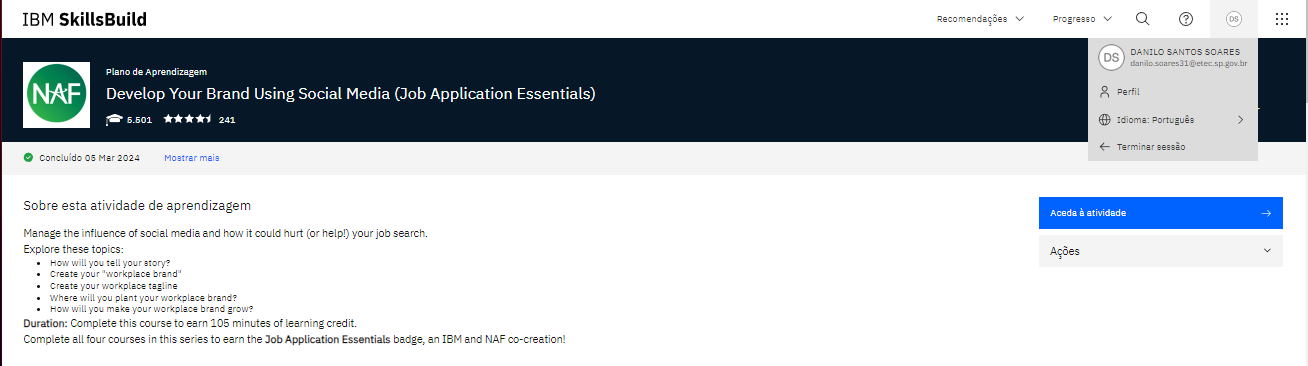 IBM SkillsBuild
Recomendações
Progresso
DS
DS
DANILO SANTOS SOARES
danilo.soares31@etec.sp.gov.br
Perfil
Idioma: Português
Terminar sessão
NAF
Plano de Aprendizagem
Develop Your Brand Using Social Media (Job Application Essentials)
5.501
241
Concluído 05 Mar 2024
Mostrar mais
Sobre esta atividade de aprendizagem
Manage the influence of social media and how it could hurt (or help!) your job search.
Explore these topics:
• How will you tell your story?
• Create your "workplace brand"
• Create your workplace tagline
• Where will you plant your workplace brand?
• How will you make your workplace brand grow?
Duration: Complete this course to earn 105 minutes of learning credit.
Complete all four courses in this series to earn the Job Application Essentials badge, an IBM and NAF co-creation!
Aceda à atividade
Ações